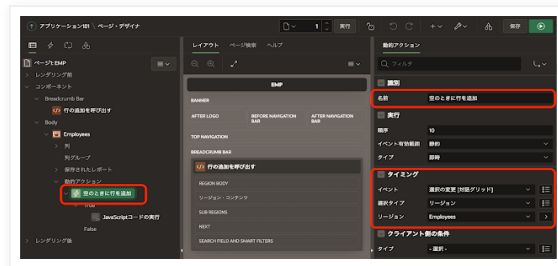 アプリケーション101 \ ページ・デザイナ
1
実行
保存
ページ1: EMP
レンダリング前
コンポーネント
Breadcrumb Bar
行の追加を呼び出す
Body
Employees
列
列グループ
保存されたレポート
動的アクション
空のときに行を追加
True
JavaScriptコードの実行
False
レンダリング後
レイアウト
ページ検索
ヘルプ
EMP
BANNER
AFTER LOGO
BEFORE NAVIGATION BAR
AFTER NAVIGATION BAR
TOP NAVIGATION
BREADCRUMB BAR
行の追加を呼び出す
REGION BODY
リージョン・コンテンツ
SUB REGIONS
NEXT
SEARCH FIELD AND SMART FILTERS
動的アクション
フィルタ
識別
名前 空のときに行を追加
実行
順序 10
イベント有効範囲 静的
タイプ 即時
タイミング
イベント 選択の変更 [対話グリッド]
選択タイプ リージョン
リージョン Employees
クライアント側の条件
タイプ - 選択 -